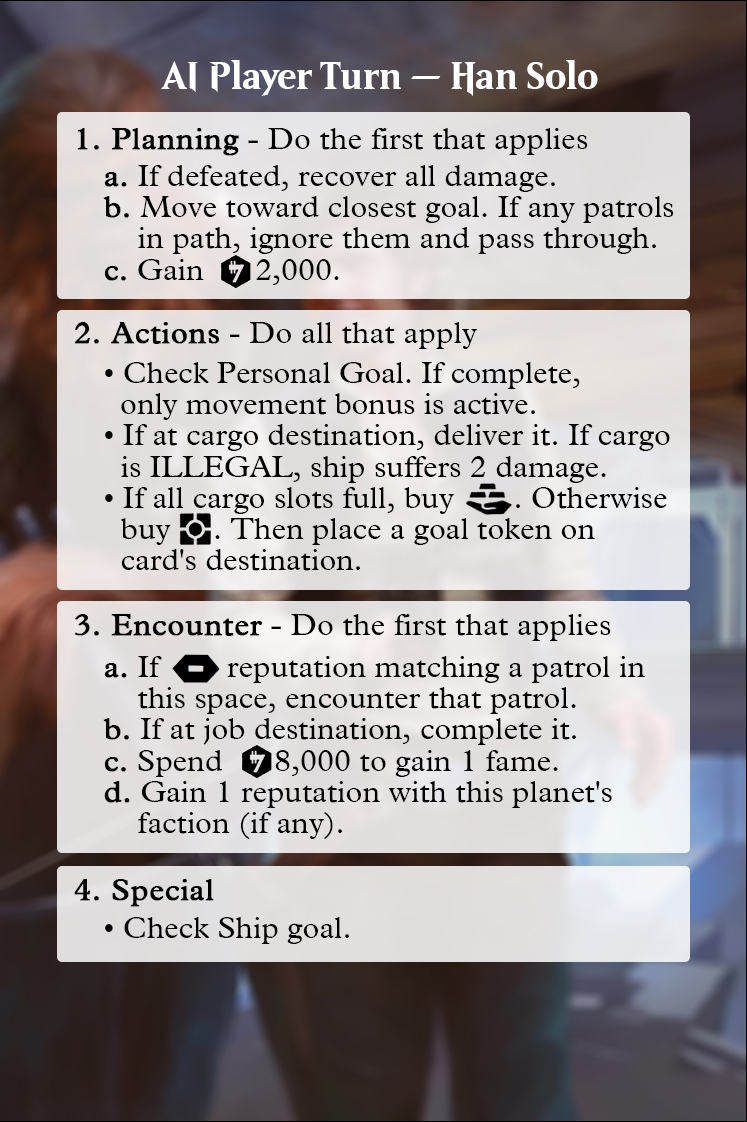 AI Player Turn — Han Solo
1. Planning - Do the first that applies
a. If defeated, recover all damage.
b. Move toward closest goal. If any patrols
in path, ignore them and pass through.
c. Gain 2,000.
2. Actions - Do all that apply
• Check Personal Goal. If complete,
only movement bonus is active.
• If at cargo destination, deliver it. If cargo
is ILLEGAL, ship suffers 2 damage.
• If all cargo slots full, buy . Otherwise
buy . Then place a goal token on
card's destination.
3. Encounter - Do the first that applies
a. If reputation matching a patrol in
this space, encounter that patrol.
b. If at job destination, complete it.
c. Spend 8,000 to gain 1 fame.
d. Gain 1 reputation with this planet's
faction (if any).
4. Special
• Check Ship goal.